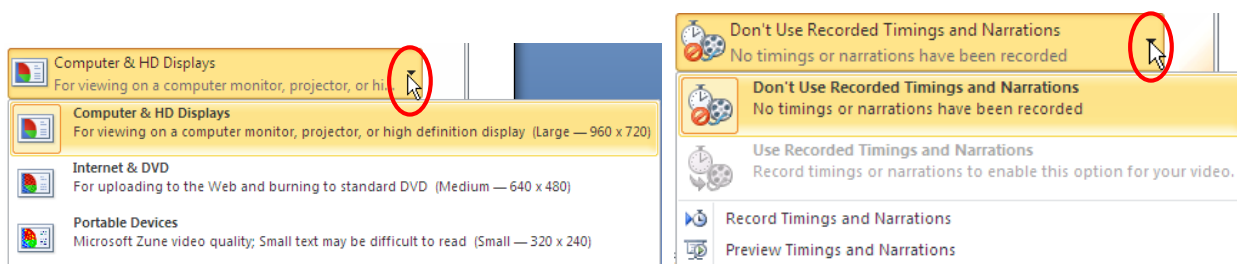 Computer & HD Displays
For viewing on a computer monitor, projector, or hi...
Computer & HD Displays
For viewing on a computer monitor, projector, or high definition display (Large — 960 x 720)
Internet & DVD
For uploading to the Web and burning to standard DVD (Medium — 640 x 480)
Portable Devices
Microsoft Zune video quality; Small text may be difficult to read (Small — 320 x 240)
Don't Use Recorded Timings and Narrations
No timings or narrations have been recorded
Don't Use Recorded Timings and Narrations
No timings or narrations have been recorded
Use Recorded Timings and Narrations
Record timings or narrations to enable this option for your video.
Record Timings and Narrations
Preview Timings and Narrations